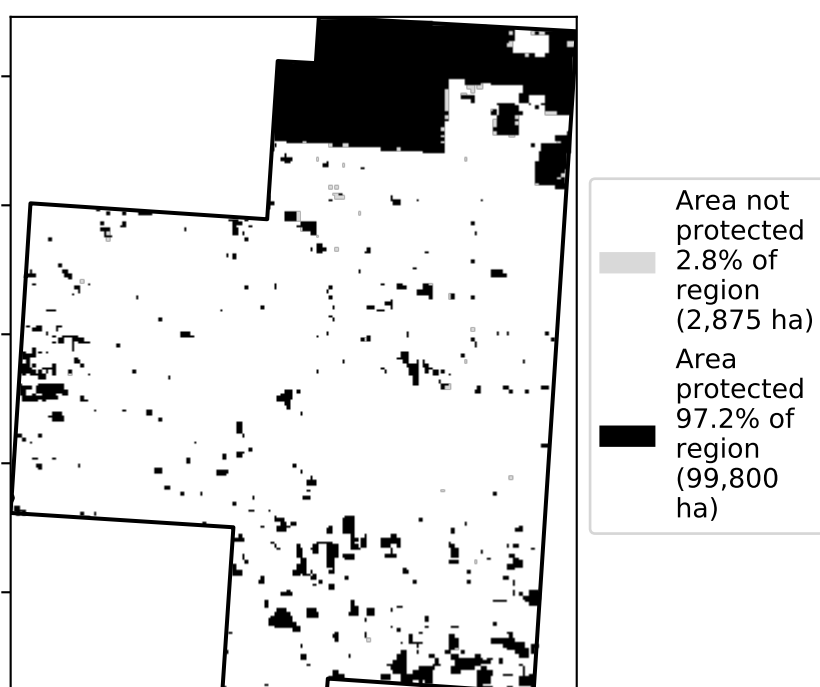 Area not
protected
2.8% of
region
(2,875 ha)
Area
protected
97.2% of
region
(99,800
ha)